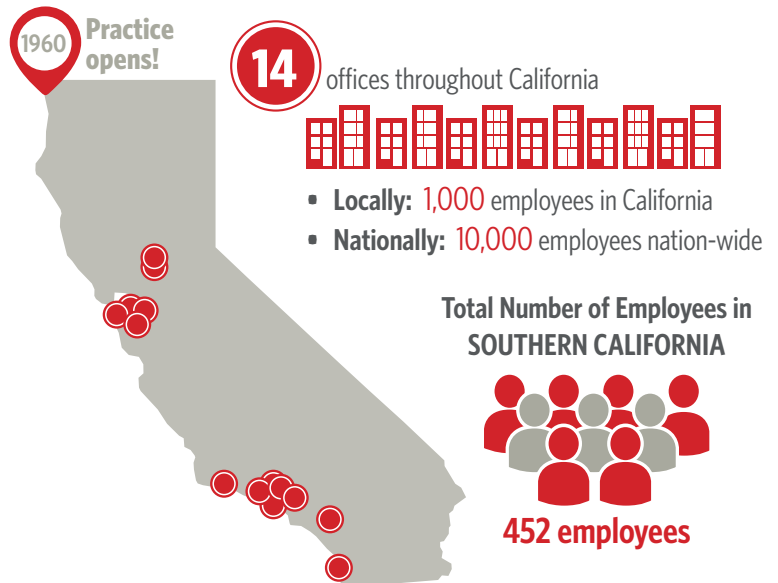 1960
Practice
opens!
14
offices throughout California
• Locally: 1,000 employees in California
• Nationally: 10,000 employees nation-wide
Total Number of Employees in
SOUTHERN CALIFORNIA
452 employees